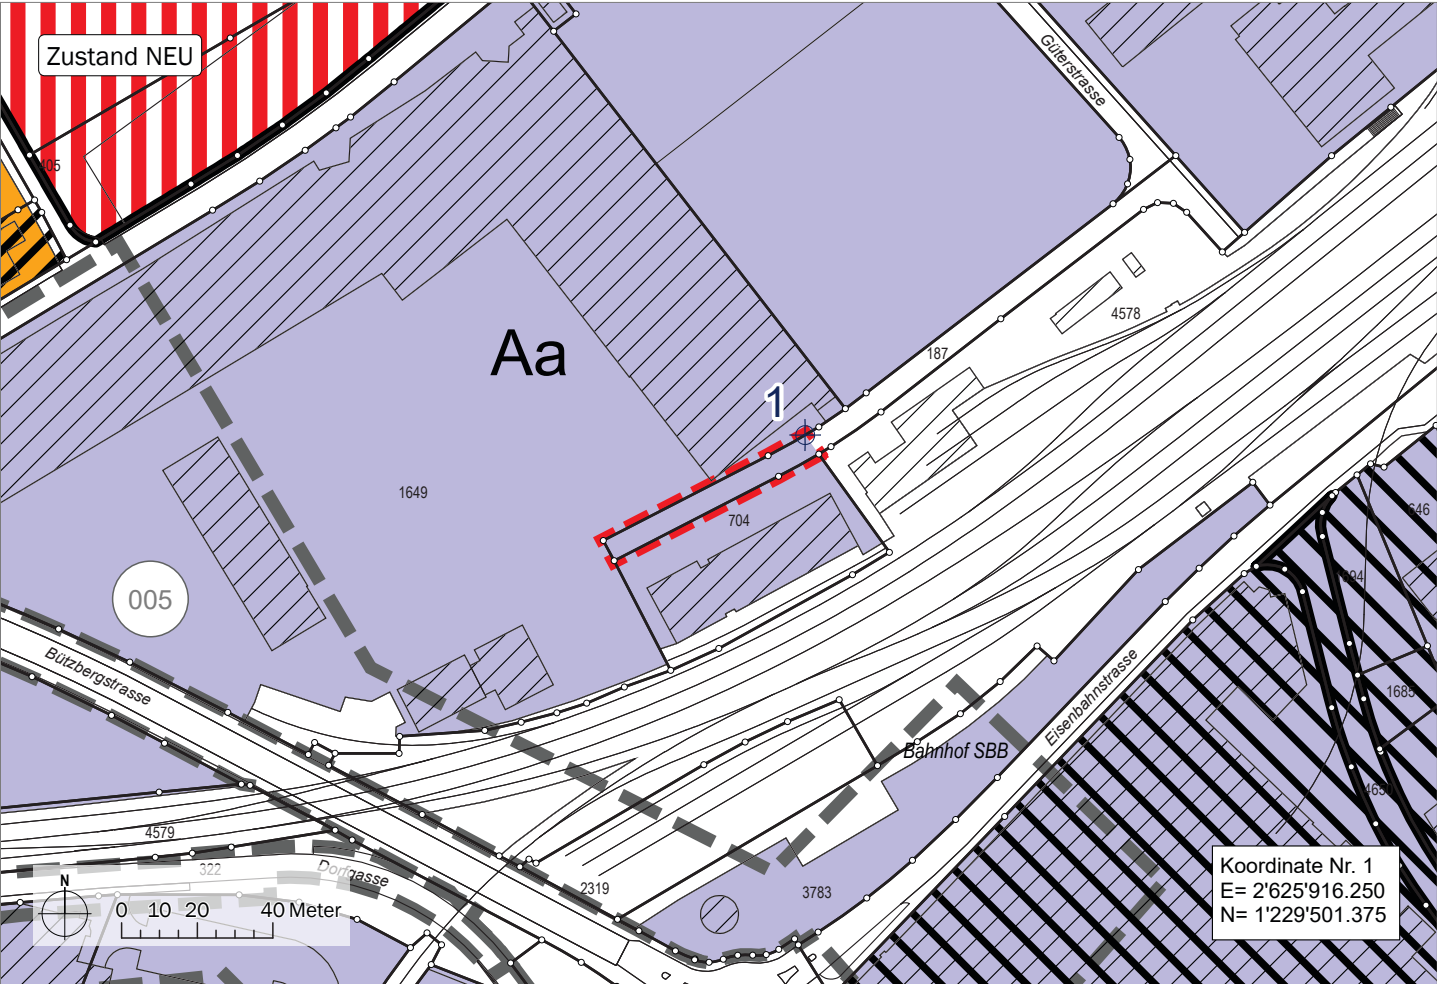 Zustand NEU
Güterstrasse
405
4578
187
Aa
1
1649
704
646
694
005
Bützbergstrasse
Eisenbahnstrasse
1685
Bahnhof SBB
4650
4579
322
Dorfgasse
2319
3783
N
0 10 20 40 Meter
Koordinate Nr. 1
E= 2'625'916.250
N= 1'229'501.375